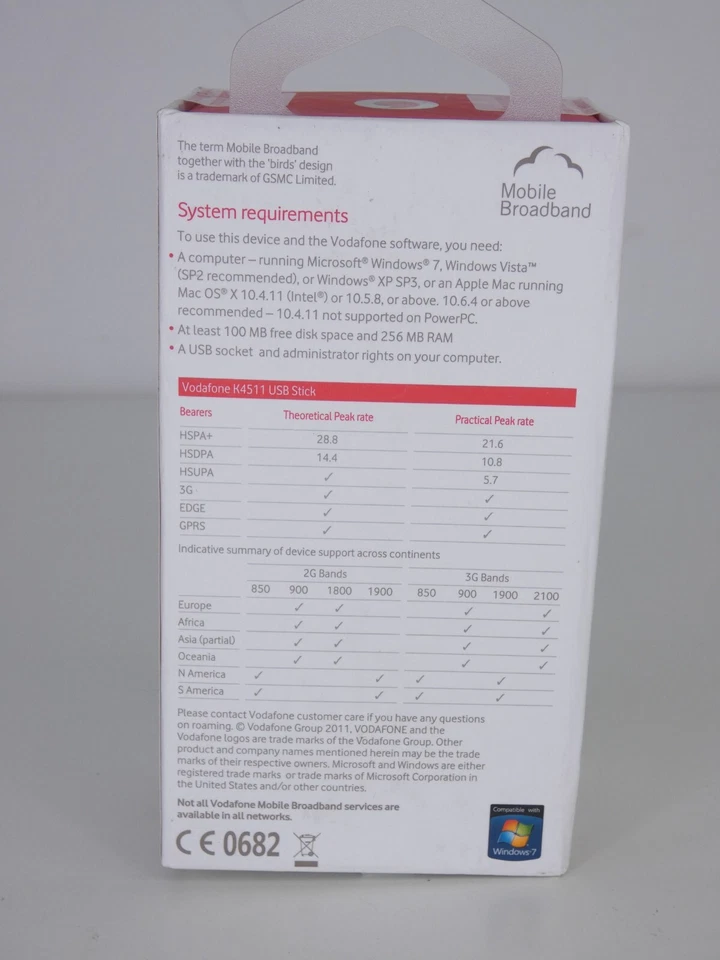 The term Mobile Broadband
together with the 'birds' design
is a trademark of GSMC Limited.
Mobile
Broadband
System requirements
To use this device and the Vodafone software, you need:
• A computer – running Microsoft® Windows® 7, Windows Vista™
(SP2 recommended), or Windows® XP SP3, or an Apple Mac running
Mac OS® X 10.4.11 (Intel®) or 10.5.8, or above. 10.6.4 or above
recommended – 10.4.11 not supported on PowerPC.
• At least 100 MB free disk space and 256 MB RAM
• A USB socket and administrator rights on your computer.
Vodafone K4511 USB Stick
Bearers Theoretical Peak rate Practical Peak rate
HSPA+ 28.8 21.6
HSDPA 14.4 10.8
HSUPA ✓ 5.7
3G ✓ ✓
EDGE ✓ ✓
GPRS ✓ ✓
Indicative summary of device support across continents
2G Bands 3G Bands
850 900 1800 1900 850 900 1900 2100
Europe ✓ ✓ ✓ ✓
Africa ✓ ✓ ✓ ✓
Asia (partial) ✓ ✓ ✓ ✓
Oceania ✓ ✓ ✓ ✓
N America ✓ ✓ ✓ ✓
S America ✓ ✓ ✓ ✓
Please contact Vodafone customer care if you have any questions
on roaming. © Vodafone Group 2011, VODAFONE and the
Vodafone logos are trade marks of the Vodafone Group. Other
product and company names mentioned herein may be the trade
marks of their respective owners. Microsoft and Windows are either
registered trade marks or trade marks of Microsoft Corporation in
the United States and/or other countries.
Not all Vodafone Mobile Broadband services are
available in all networks.
CE 0682
Compatible with
Windows 7